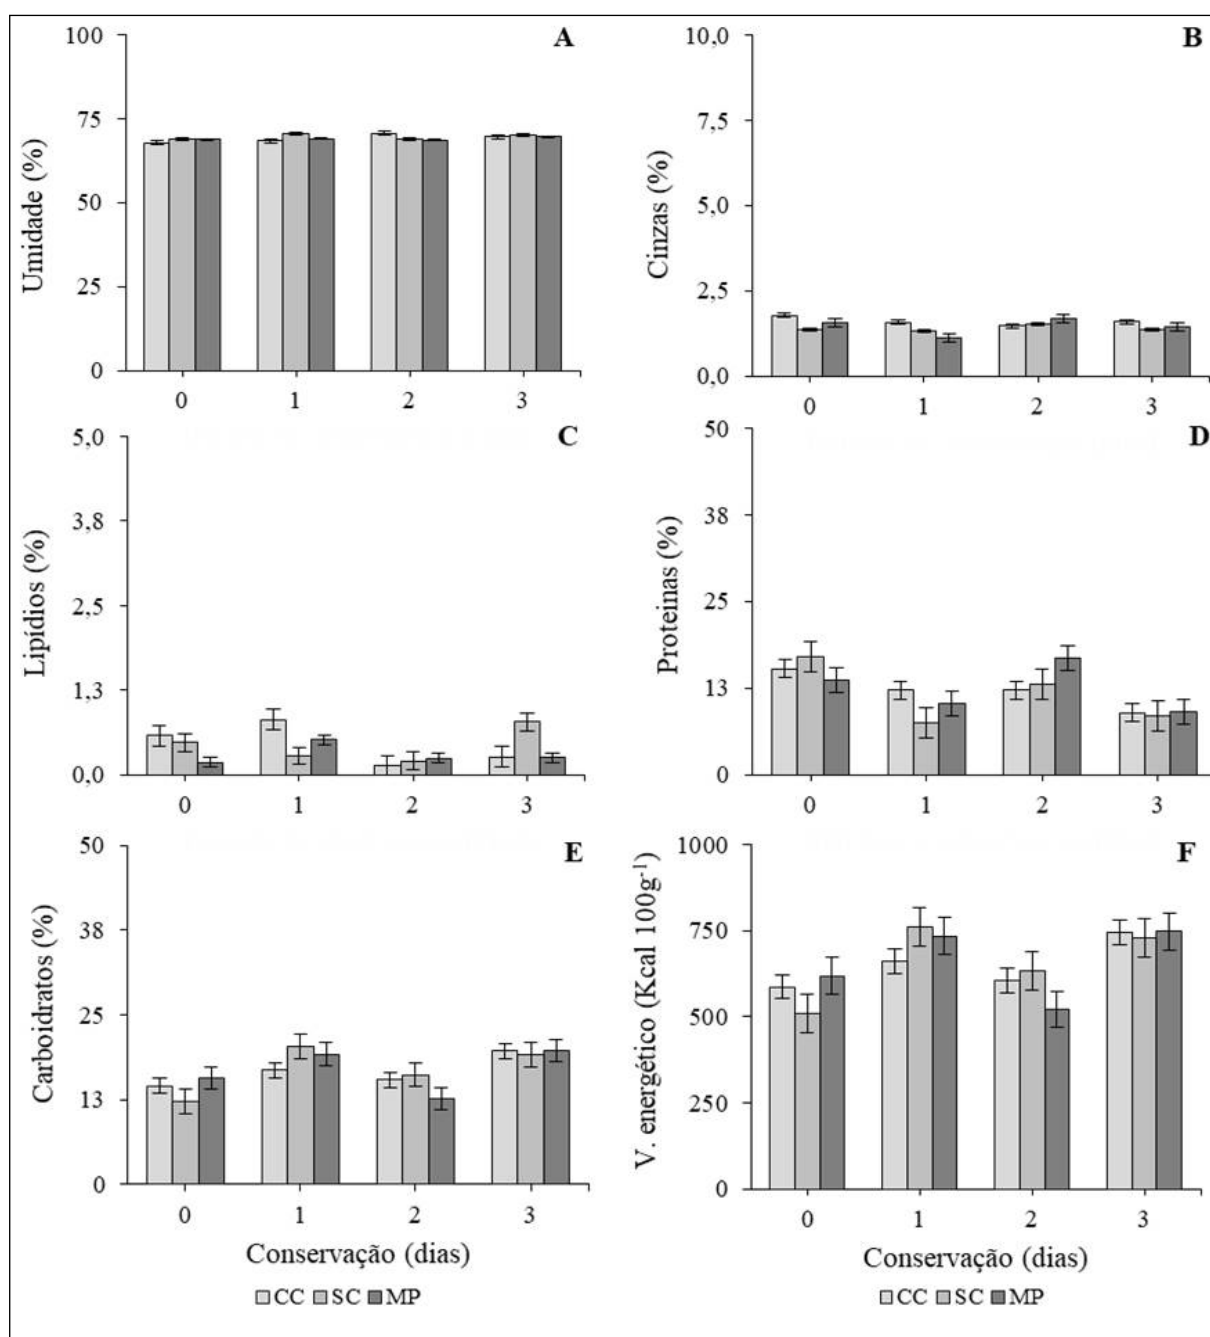 A
Umidade (%)
100
75
50
25
0
0 1 2 3
B
Cinzas (%)
10,0
7,5
5,0
2,5
0,0
0 1 2 3
C
Lipídios (%)
5,0
3,8
2,5
1,3
0,0
0 1 2 3
D
Proteinas (%)
50
38
25
13
0
0 1 2 3
E
Carboidratos (%)
50
38
25
13
0
0 1 2 3
Conservação (dias)
CC SC MP
F
V. energético (Kcal 100g⁻¹)
1000
750
500
250
0
0 1 2 3
Conservação (dias)
CC SC MP